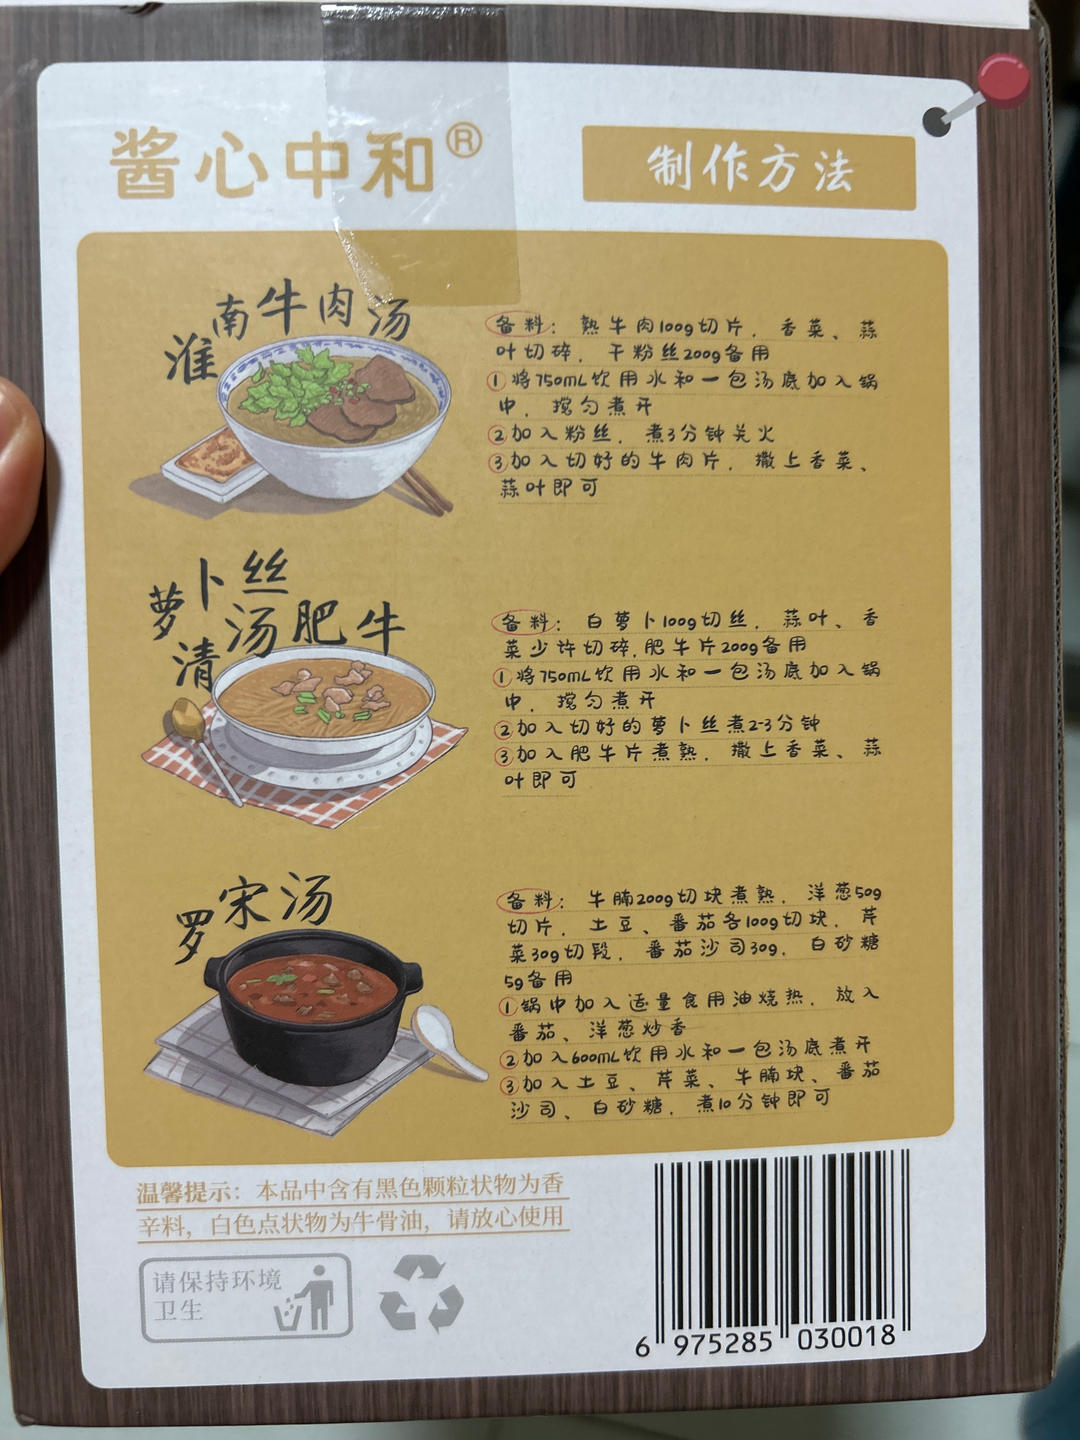 酱心中和®
制作方法
淮南牛肉汤
备料：熟牛肉100g切片，香菜、蒜
叶切碎，干粉丝200g备用
①将750mL饮用水和一包汤底加入锅
中，搅匀煮开
②加入粉丝，煮3分钟关火
③加入切好的牛肉片，撒上香菜、
蒜叶即可
萝卜丝
清汤肥牛
备料：白萝卜100g切丝，蒜叶、香
菜少许切碎，肥牛片200g备用
①将750mL饮用水和一包汤底加入锅
中，搅匀煮开
②加入切好的萝卜丝煮2-3分钟
③加入肥牛片煮熟，撒上香菜、蒜
叶即可
罗宋汤
备料：牛腩200g切块煮熟，洋葱50g
切片，土豆、番茄各100g切块，芹
菜30g切段，番茄沙司30g，白砂糖
5g备用
①锅中加入适量食用油烧热，放入
番茄、洋葱炒香
②加入600mL饮用水和一包汤底煮开
③加入土豆、芹菜、牛腩块、番茄
沙司、白砂糖，煮10分钟即可
温馨提示：本品中含有黑色颗粒状物为香
辛料，白色点状物为牛骨油，请放心使用
请保持环境
卫生
6 975285 030018